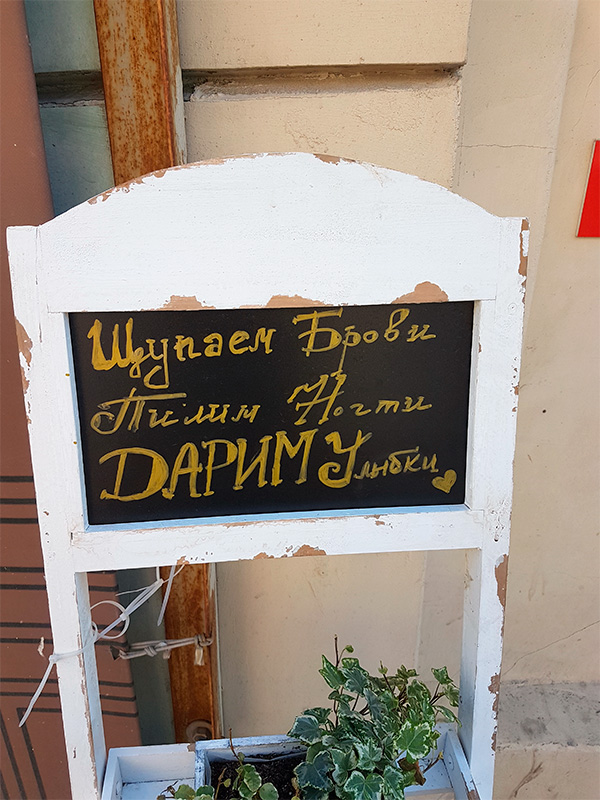 Щупаем Брови
Пилим Ногти
ДАРИМ Улыбки